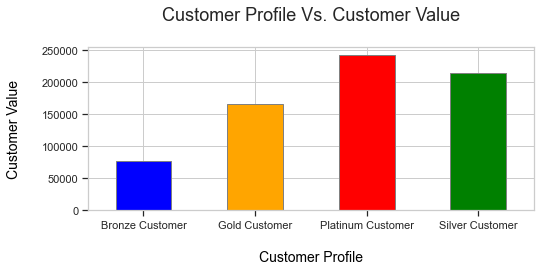 Customer Profile Vs. Customer Value
Customer Value
250000
200000
150000
100000
50000
0
Bronze Customer Gold Customer Platinum Customer Silver Customer
Customer Profile